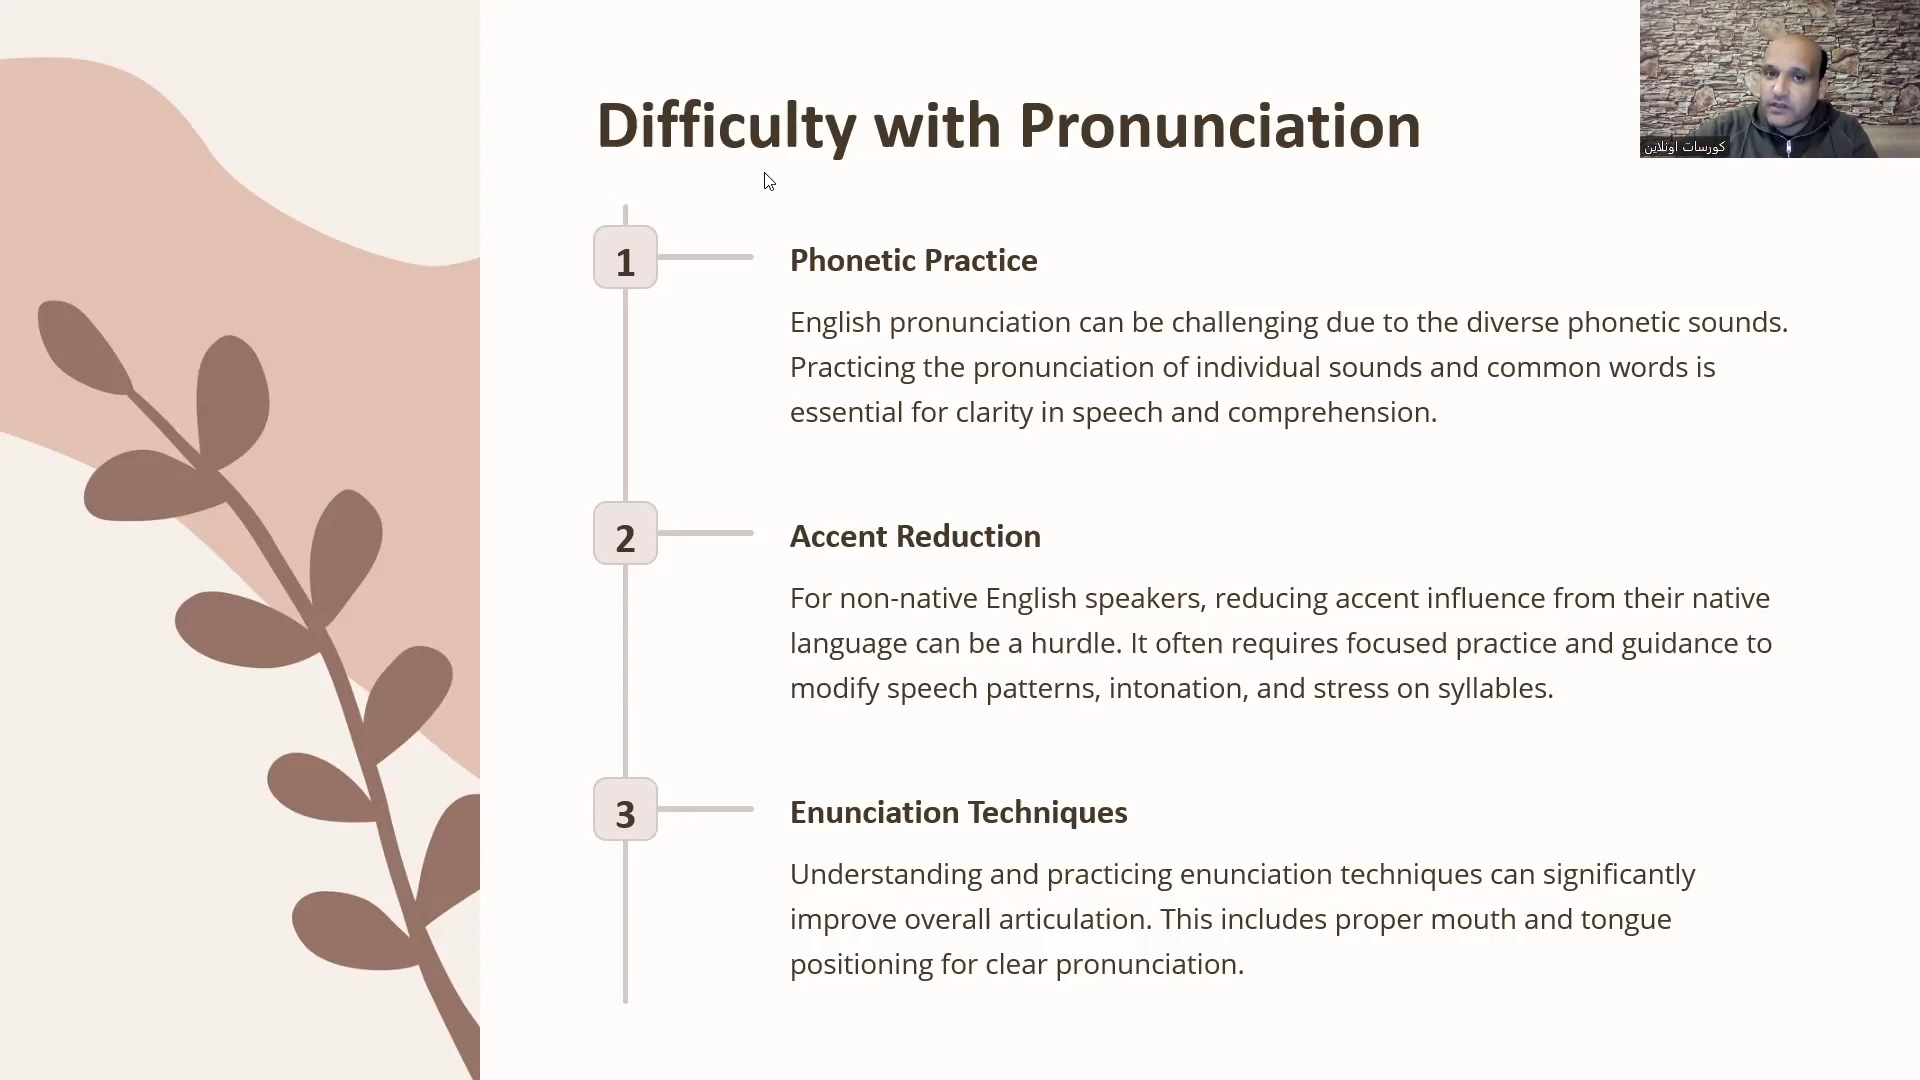 Difficulty with Pronunciation
كورسات اونلاين
1
Phonetic Practice
English pronunciation can be challenging due to the diverse phonetic sounds.
Practicing the pronunciation of individual sounds and common words is
essential for clarity in speech and comprehension.
2
Accent Reduction
For non-native English speakers, reducing accent influence from their native
language can be a hurdle. It often requires focused practice and guidance to
modify speech patterns, intonation, and stress on syllables.
3
Enunciation Techniques
Understanding and practicing enunciation techniques can significantly
improve overall articulation. This includes proper mouth and tongue
positioning for clear pronunciation.